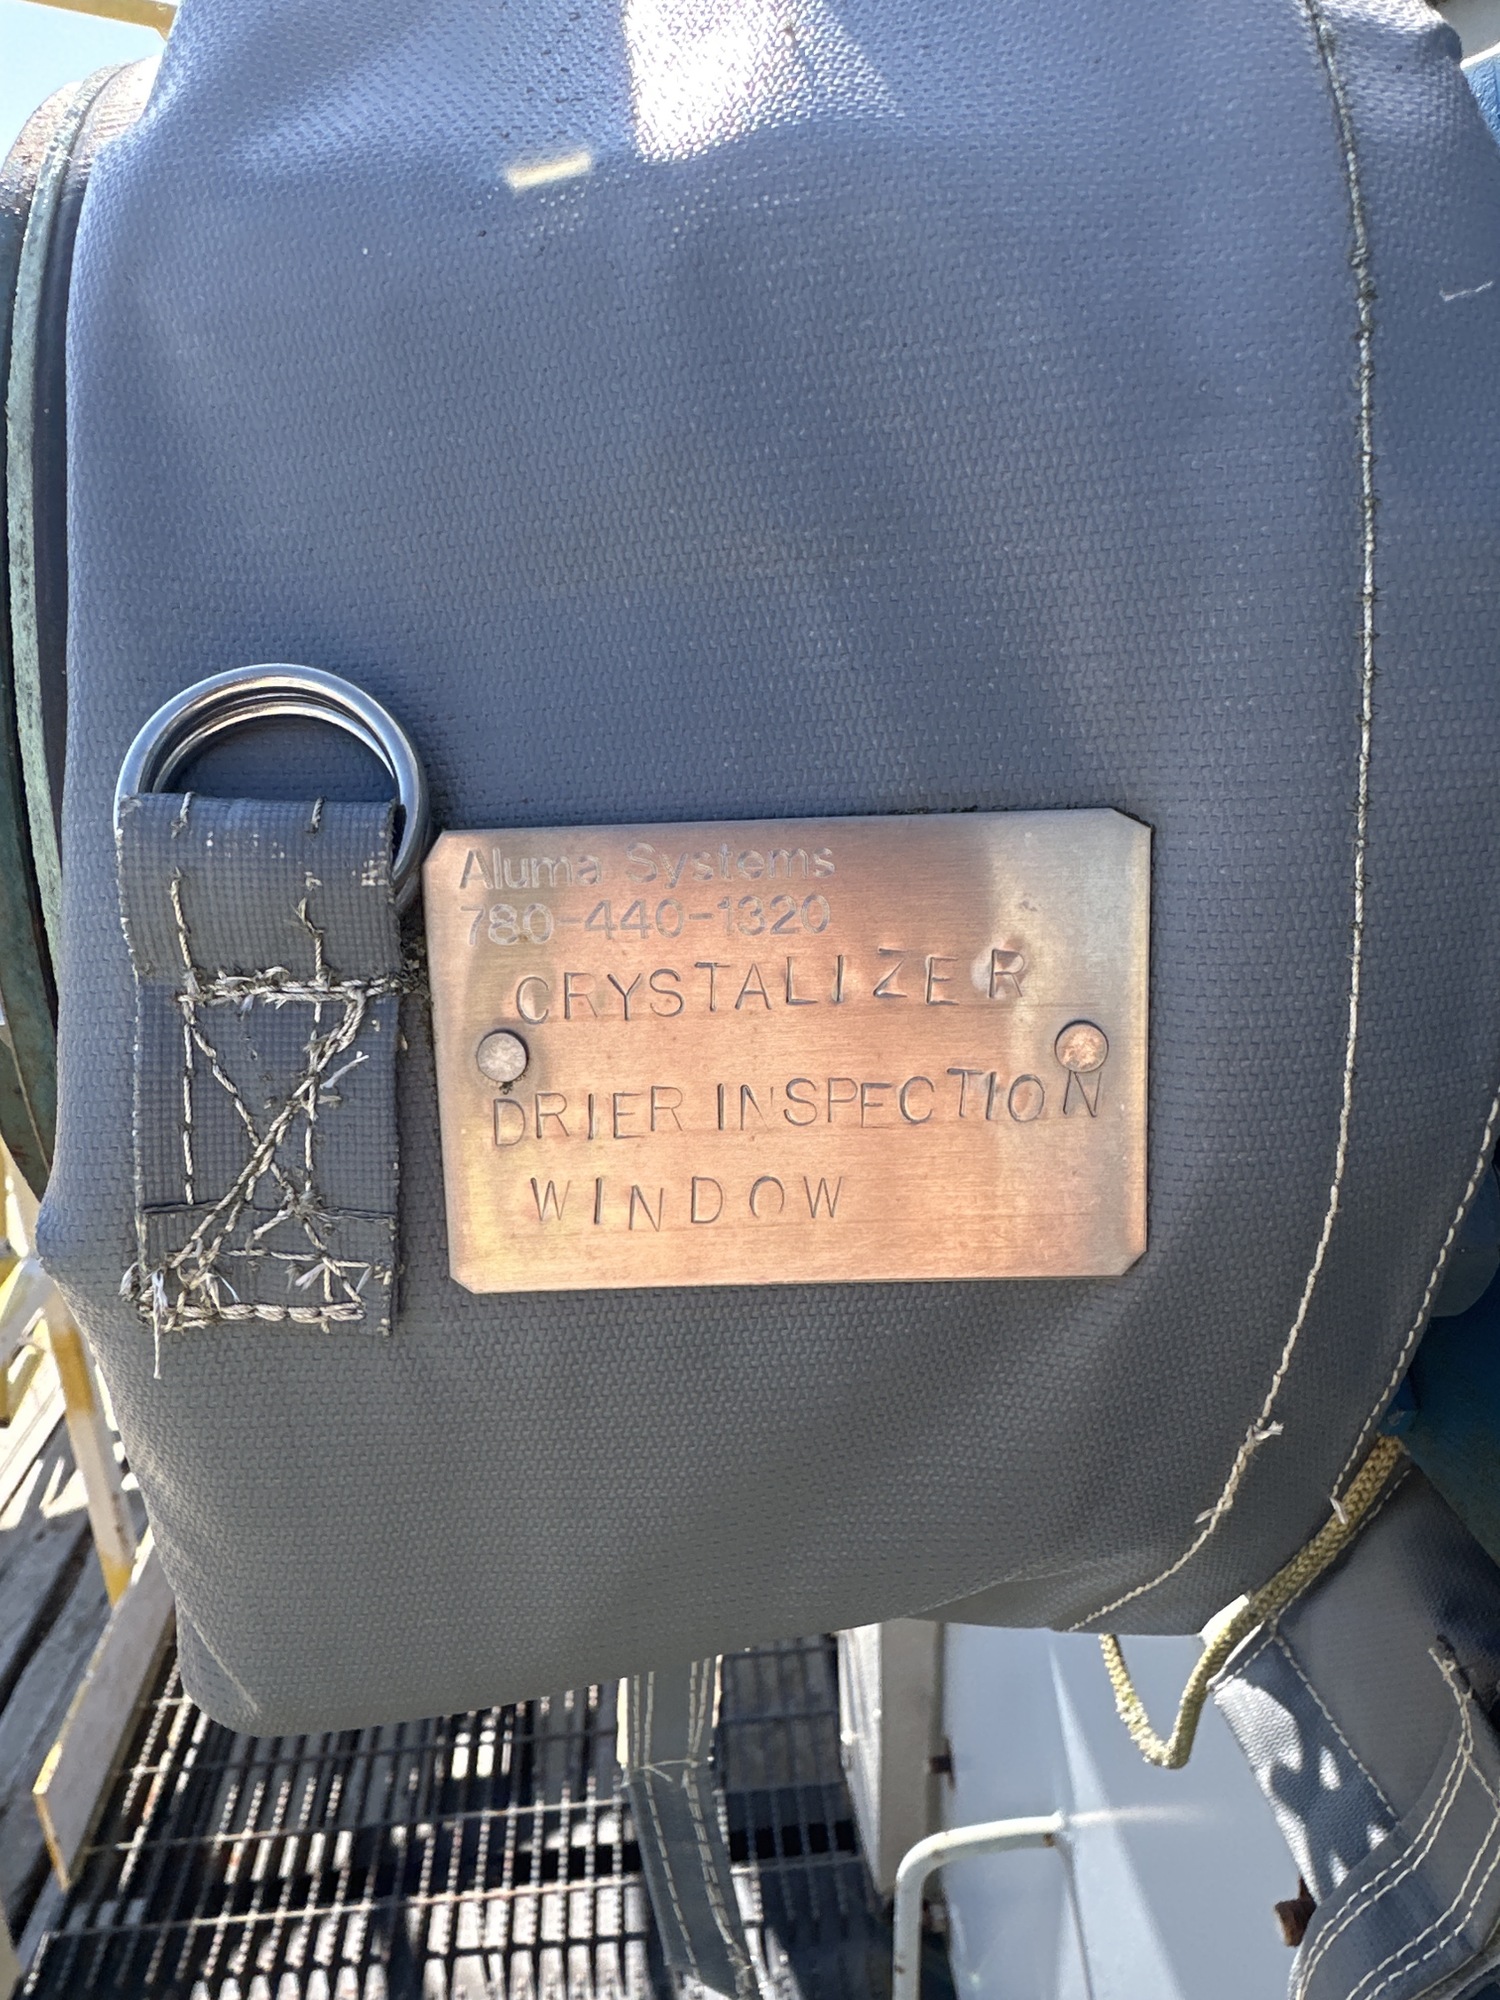 Aluma Systems
780-440-1320
CRYSTALIZER
DRIER INSPECTION
WINDOW